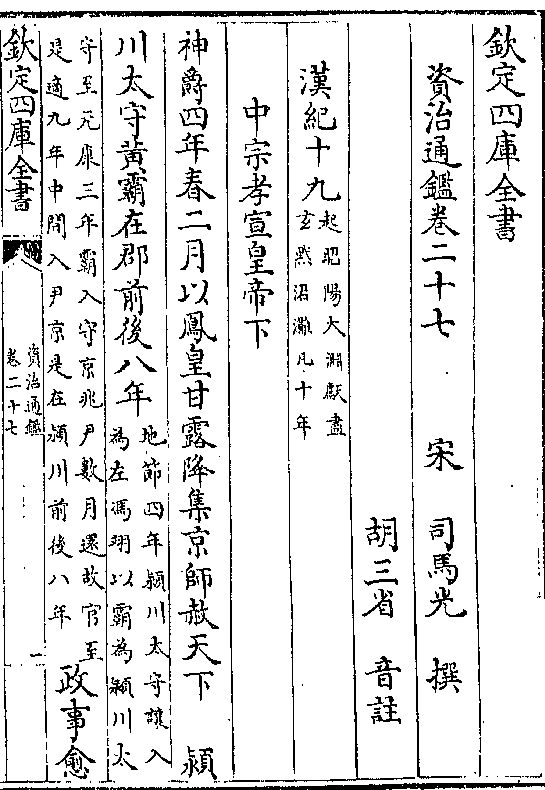 欽定四庫全書
資治通鑑卷二十七
宋　司馬光　撰
胡三省　音註
漢紀十九
起昭陽大淵獻盡
玄黓涒灘凡十年
中宗孝宣皇帝下
神爵四年春二月以鳳皇甘露降集京師赦天下　潁
川太守黃霸在郡前後八年
地節四年潁川太守讓入
為左馮翊以霸為潁川太
守至元康三年霸入守京兆尹數月還故官至
是適九年中間入尹京是在潁川前後八年
政事愈
欽定四庫全書
資治通鑑
卷二十七
一